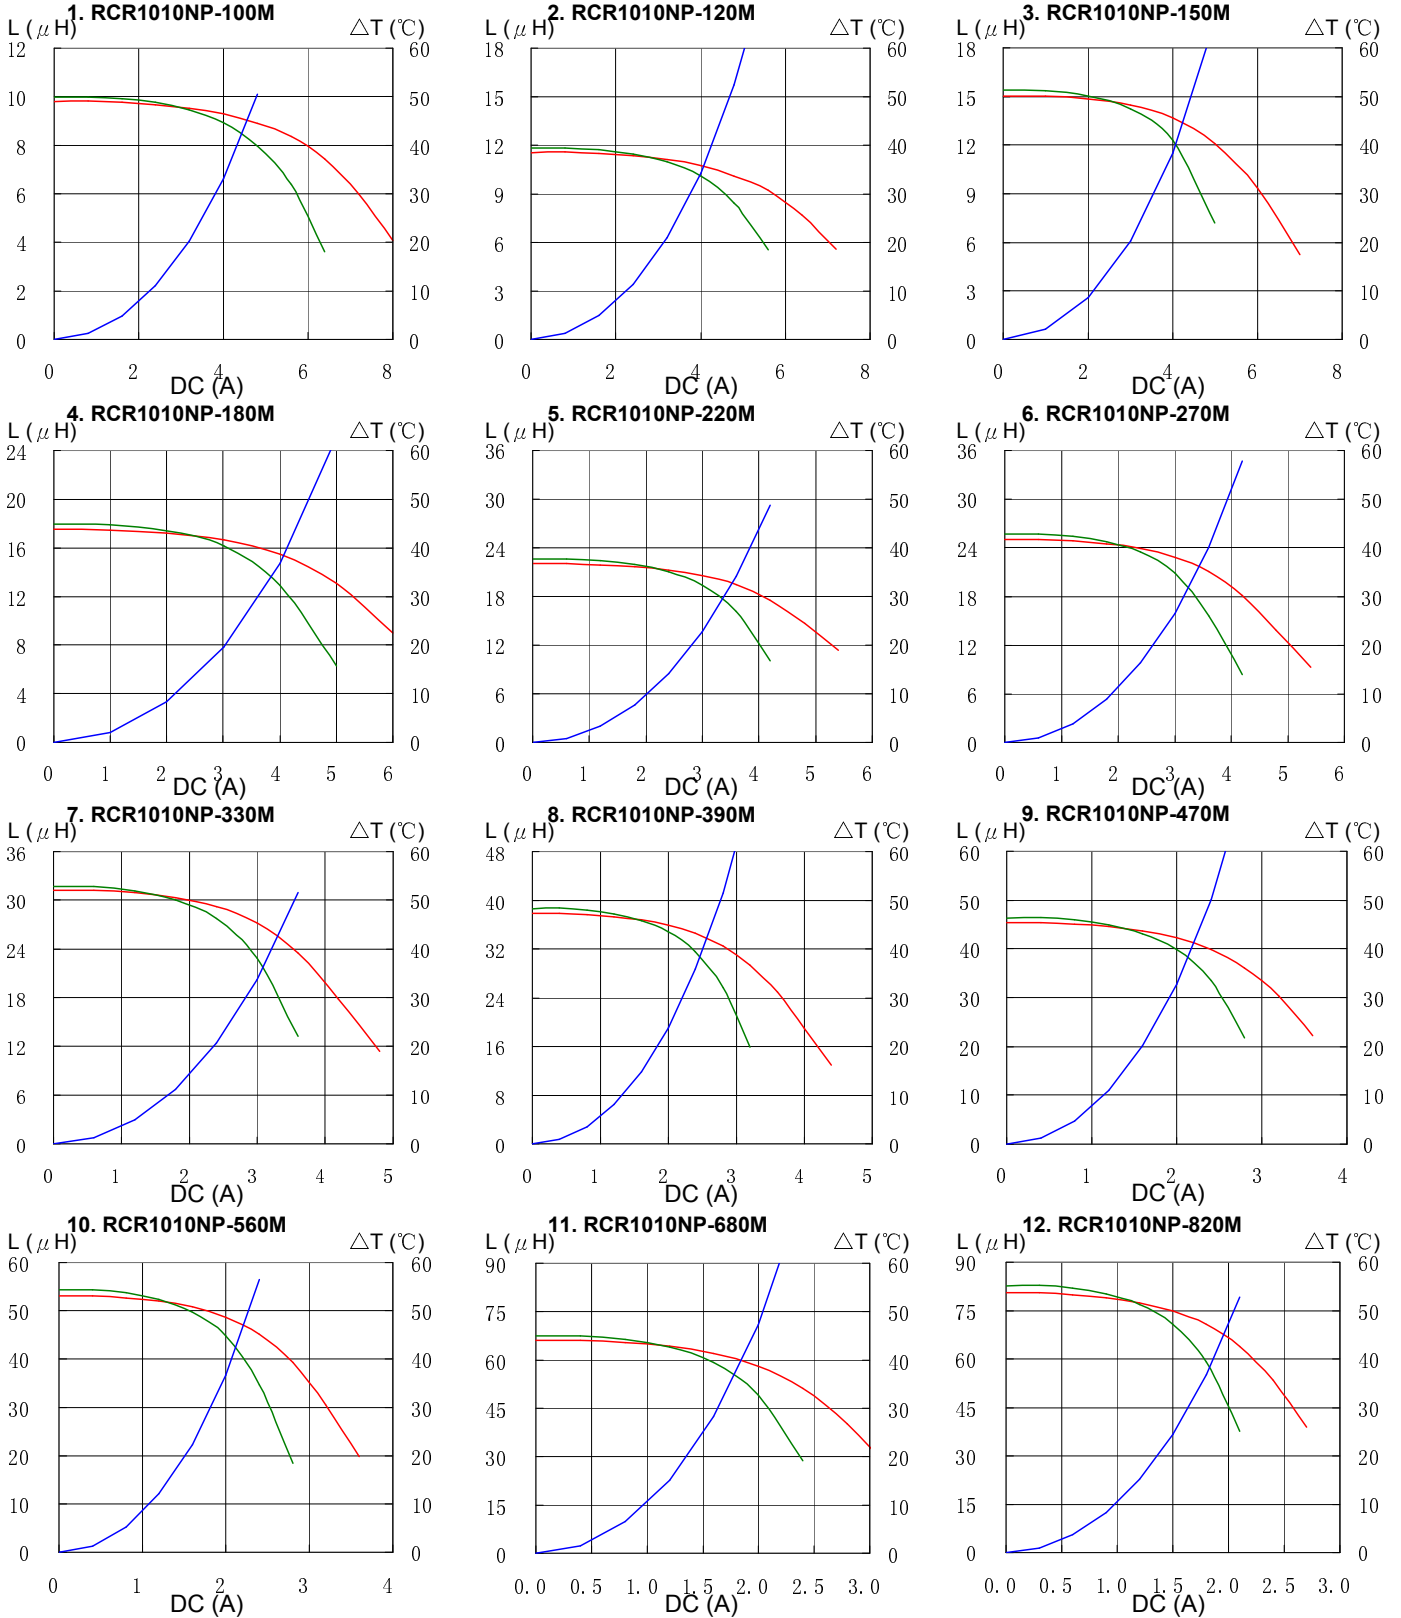 1. RCR1010NP-100M
L (μH) △T (℃)
12 60
10 50
8 40
6 30
4 20
2 10
0 0
0 2 4 6 8
DC (A)
2. RCR1010NP-120M
L (μH) △T (℃)
18 60
15 50
12 40
9 30
6 20
3 10
0 0
0 2 4 6 8
DC (A)
3. RCR1010NP-150M
L (μH) △T (℃)
18 60
15 50
12 40
9 30
6 20
3 10
0 0
0 2 4 6 8
DC (A)
4. RCR1010NP-180M
L (μH) △T (℃)
24 60
20 50
16 40
12 30
8 20
4 10
0 0
0 1 2 3 4 5 6
DC (A)
5. RCR1010NP-220M
L (μH) △T (℃)
36 60
30 50
24 40
18 30
12 20
6 10
0 0
0 1 2 3 4 5 6
DC (A)
6. RCR1010NP-270M
L (μH) △T (℃)
36 60
30 50
24 40
18 30
12 20
6 10
0 0
0 1 2 3 4 5 6
DC (A)
7. RCR1010NP-330M
L (μH) △T (℃)
36 60
30 50
24 40
18 30
12 20
6 10
0 0
0 1 2 3 4 5
DC (A)
8. RCR1010NP-390M
L (μH) △T (℃)
48 60
40 50
32 40
24 30
16 20
8 10
0 0
0 1 2 3 4 5
DC (A)
9. RCR1010NP-470M
L (μH) △T (℃)
60 60
50 50
40 40
30 30
20 20
10 10
0 0
0 1 2 3 4
DC (A)
10. RCR1010NP-560M
L (μH) △T (℃)
60 60
50 50
40 40
30 30
20 20
10 10
0 0
0 1 2 3 4
DC (A)
11. RCR1010NP-680M
L (μH) △T (℃)
90 60
75 50
60 40
45 30
30 20
15 10
0 0
0.0 0.5 1.0 1.5 2.0 2.5 3.0
DC (A)
12. RCR1010NP-820M
L (μH) △T (℃)
90 60
75 50
60 40
45 30
30 20
15 10
0 0
0.0 0.5 1.0 1.5 2.0 2.5 3.0
DC (A)